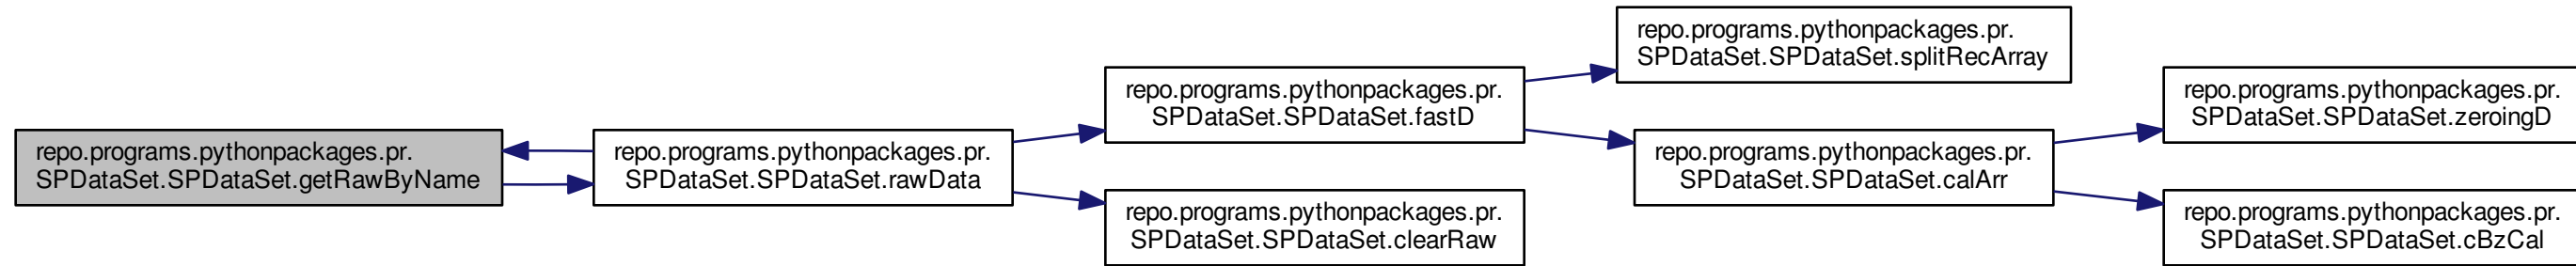 repo.programs.pythonpackages.pr.
SPDataSet.SPDataSet.getRawByName
repo.programs.pythonpackages.pr.
SPDataSet.SPDataSet.rawData
repo.programs.pythonpackages.pr.
SPDataSet.SPDataSet.fastD
repo.programs.pythonpackages.pr.
SPDataSet.SPDataSet.clearRaw
repo.programs.pythonpackages.pr.
SPDataSet.SPDataSet.splitRecArray
repo.programs.pythonpackages.pr.
SPDataSet.SPDataSet.calArr
repo.programs.pythonpackages.pr.
SPDataSet.SPDataSet.zeroingD
repo.programs.pythonpackages.pr.
SPDataSet.SPDataSet.cBzCal